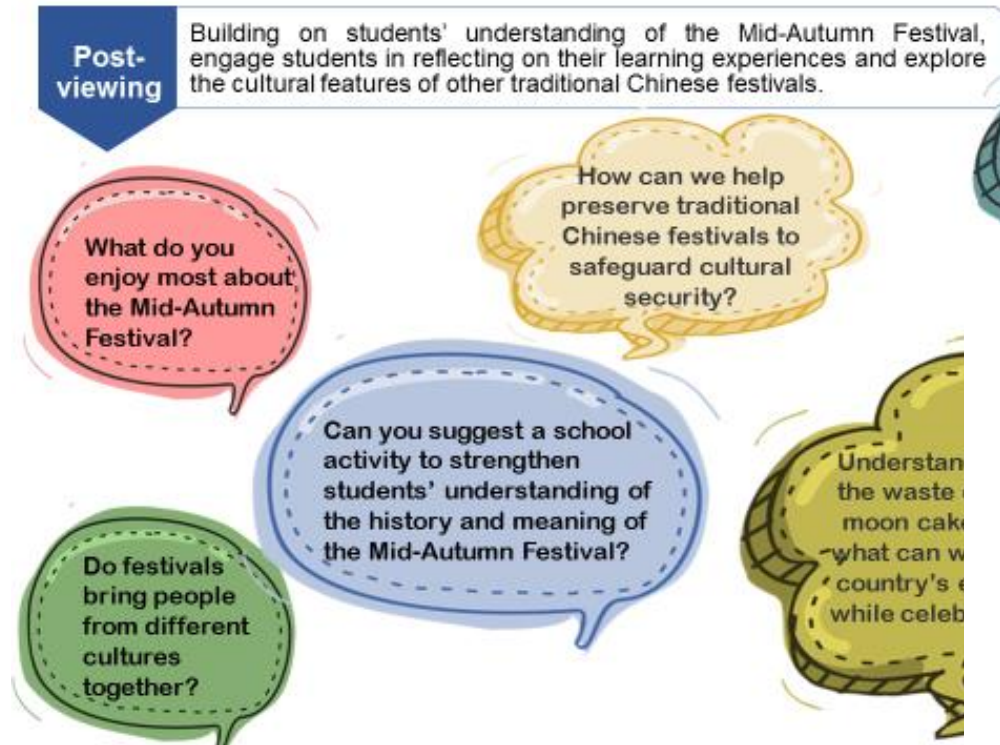 Post-
viewing
Building on students' understanding of the Mid-Autumn Festival,
engage students in reflecting on their learning experiences and explore
the cultural features of other traditional Chinese festivals.
What do you
enjoy most about
the Mid-Autumn
Festival?
How can we help
preserve traditional
Chinese festivals to
safeguard cultural
security?
Can you suggest a school
activity to strengthen
students' understanding of
the history and meaning of
the Mid-Autumn Festival?
Do festivals
bring people
from different
cultures
together?
the waste
moon
what can
country's
while